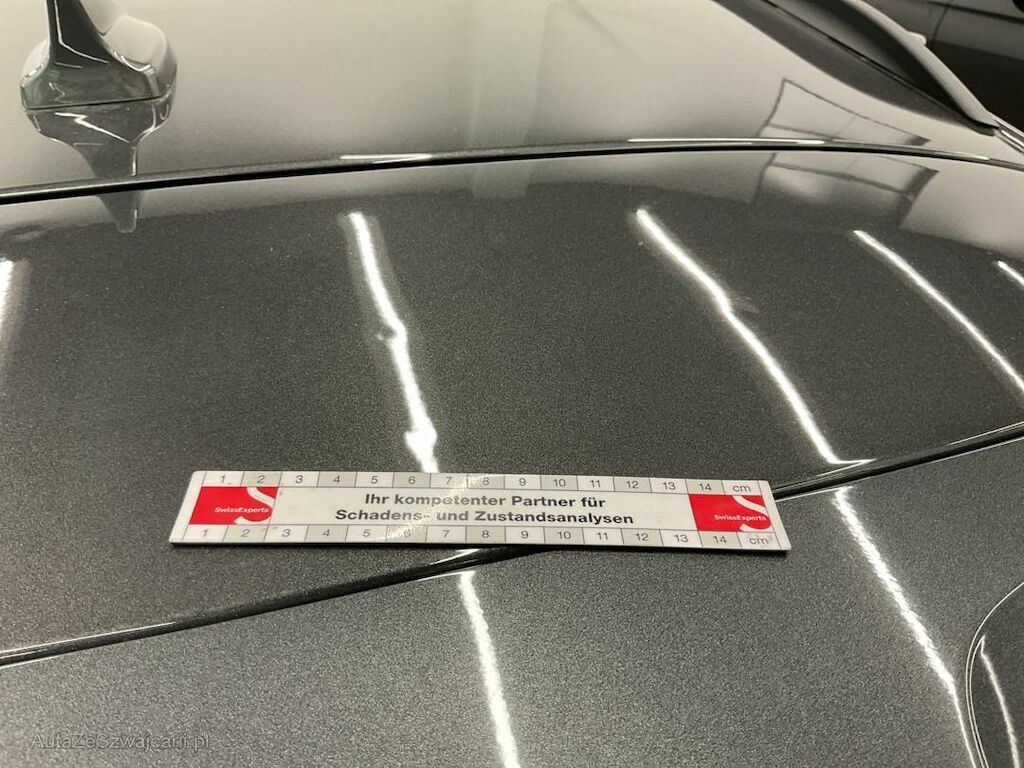 1 2 3 4 5 6 7 8 9 10 11 12 13 14 cm
SwissExperts
Ihr kompetenter Partner für
Schadens- und Zustandsanalysen
SwissExperts
1 2 3 4 5 6 7 8 9 10 11 12 13 14 cm
AutaZeSzwajcarii.pl